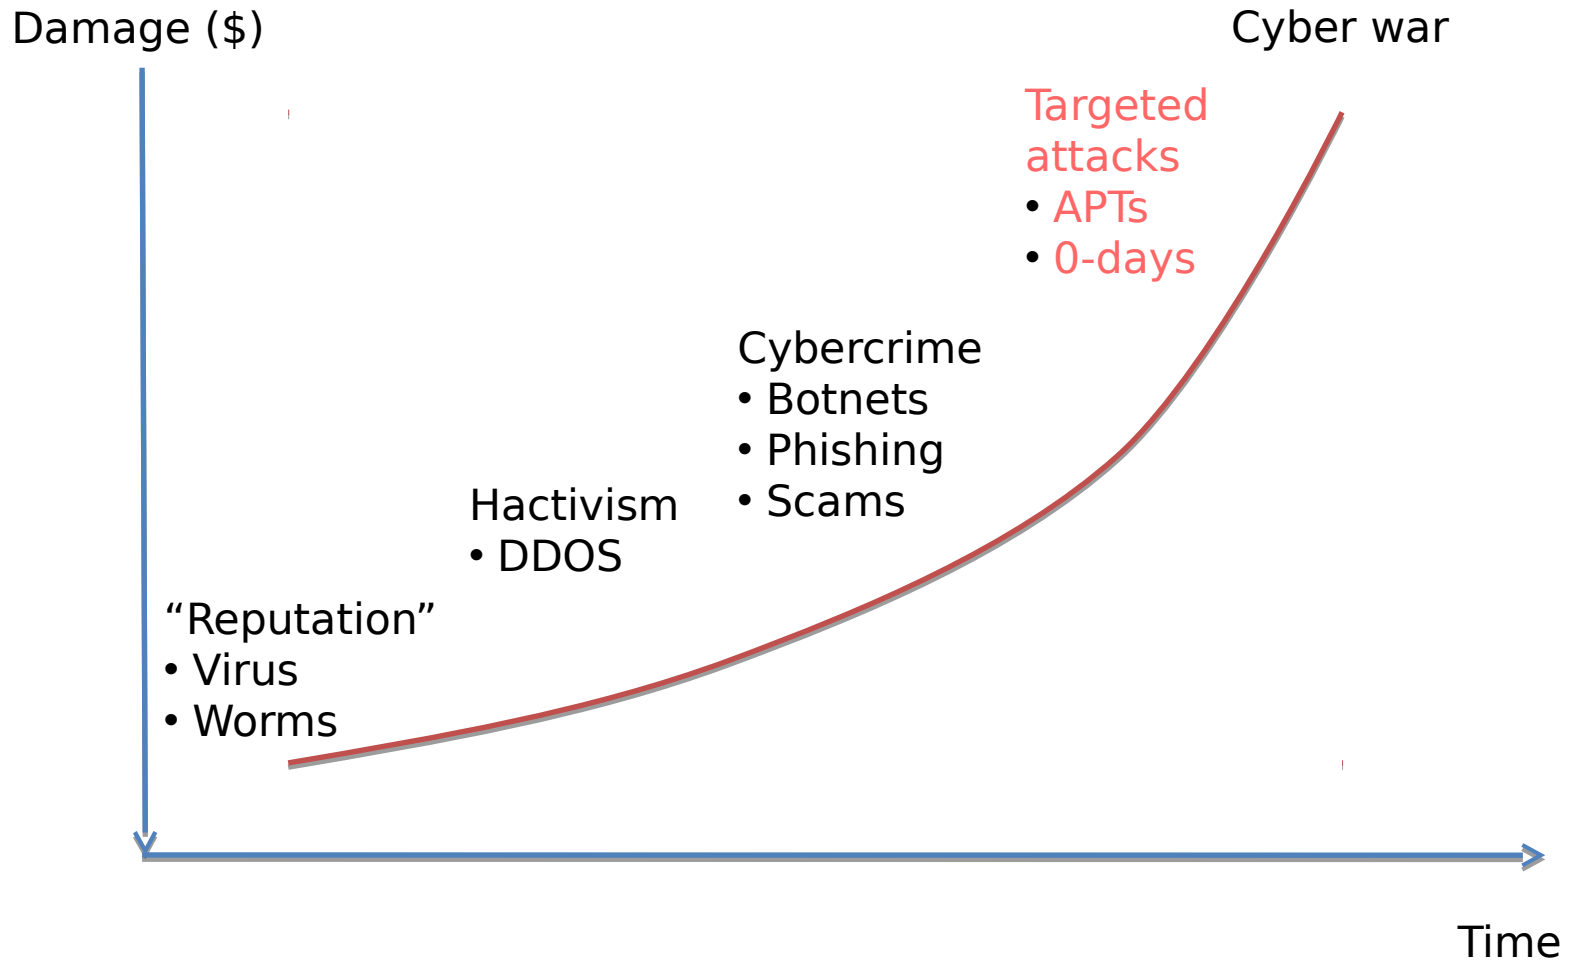 Damage ($)
Cyber war
Targeted
attacks
• APTs
• 0-days
Cybercrime
• Botnets
• Phishing
• Scams
Hactivism
• DDOS
“Reputation”
• Virus
• Worms
Time